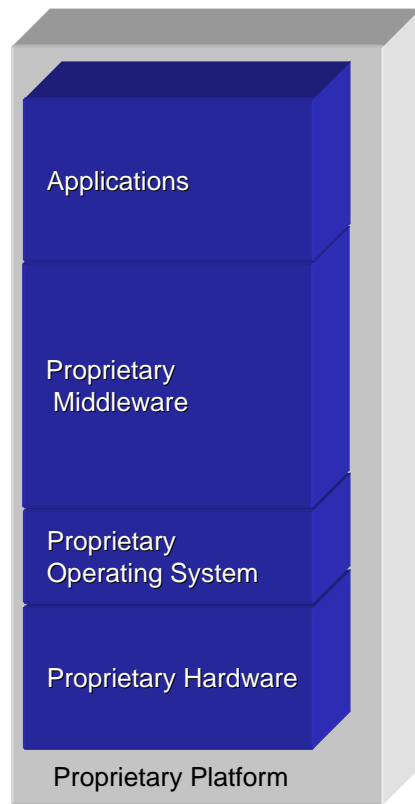 Applications
Proprietary
Middleware
Proprietary
Operating System
Proprietary Hardware
Proprietary Platform